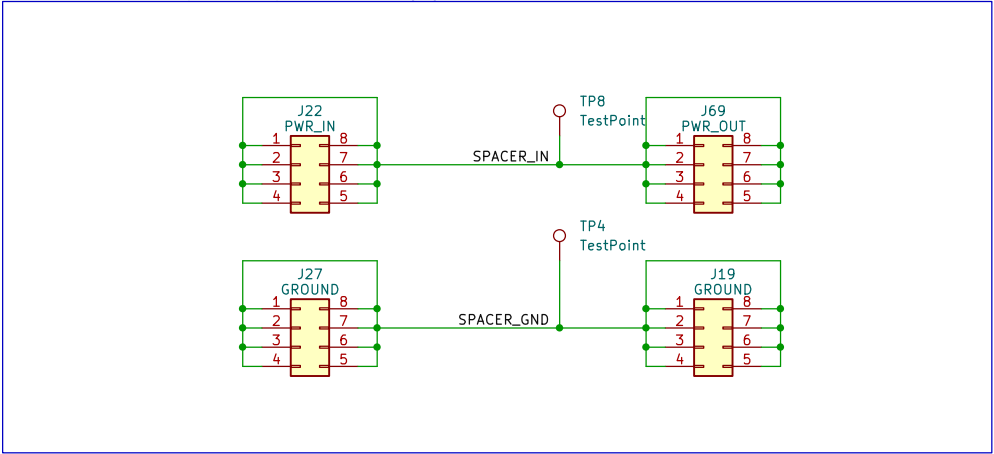 J22
PWR_IN
1 8
2 7
3 6
4 5
SPACER_IN
TP8
TestPoint
J69
PWR_OUT
1 8
2 7
3 6
4 5
J27
GROUND
1 8
2 7
3 6
4 5
SPACER_GND
TP4
TestPoint
J19
GROUND
1 8
2 7
3 6
4 5